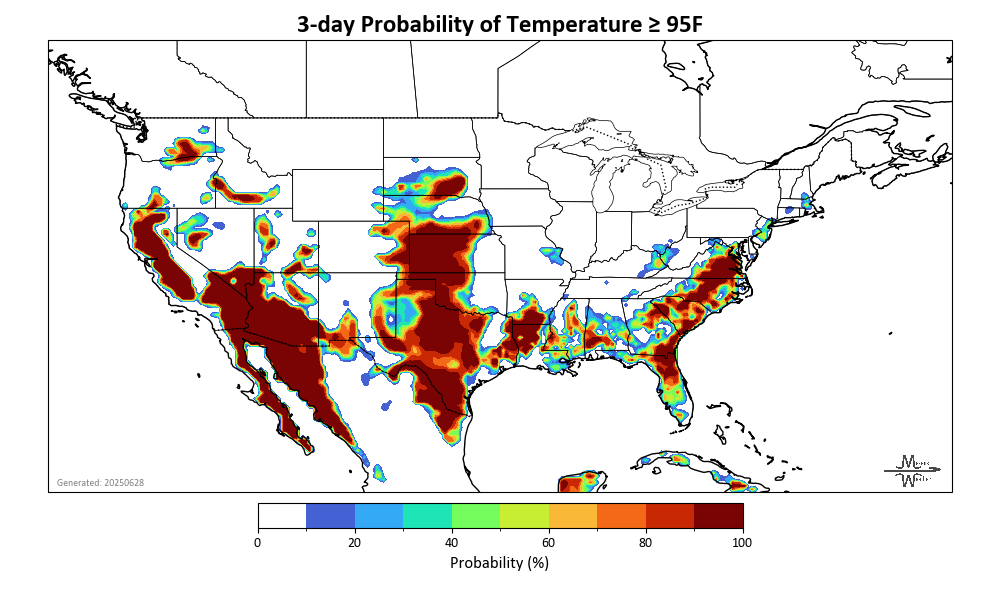 3-day Probability of Temperature ≥ 95F
Generated: 20250628
0 20 40 60 80 100
Probability (%)